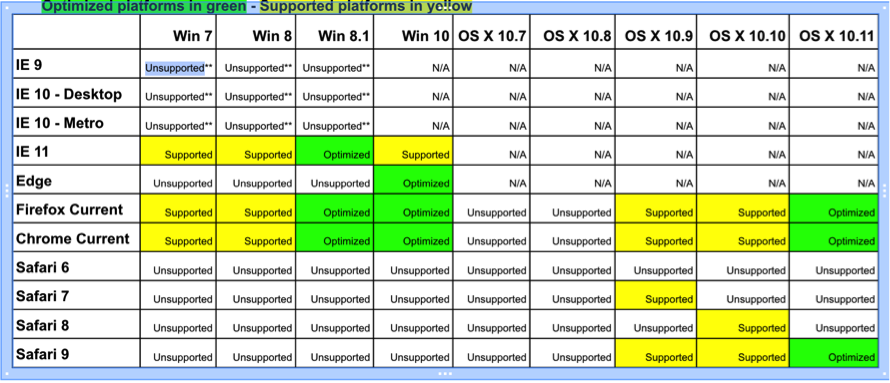 Optimized platforms in green - Supported platforms in yellow
Win 7 Win 8 Win 8.1 Win 10 OS X 10.7 OS X 10.8 OS X 10.9 OS X 10.10 OS X 10.11
IE 9 Unsupported** Unsupported** Unsupported** N/A N/A N/A N/A N/A N/A
IE 10 - Desktop Unsupported** Unsupported** Unsupported** N/A N/A N/A N/A N/A N/A
IE 10 - Metro Unsupported** Unsupported** Unsupported** N/A N/A N/A N/A N/A N/A
IE 11 Supported Supported Optimized Supported N/A N/A N/A N/A N/A
Edge Unsupported Unsupported Unsupported Optimized N/A N/A N/A N/A N/A
Firefox Current Supported Supported Optimized Optimized Unsupported Unsupported Supported Supported Optimized
Chrome Current Supported Supported Optimized Optimized Unsupported Unsupported Supported Supported Optimized
Safari 6 Unsupported Unsupported Unsupported Unsupported Unsupported Unsupported Unsupported Unsupported Unsupported
Safari 7 Unsupported Unsupported Unsupported Unsupported Unsupported Unsupported Supported Unsupported Unsupported
Safari 8 Unsupported Unsupported Unsupported Unsupported Unsupported Unsupported Unsupported Supported Unsupported
Safari 9 Unsupported Unsupported Unsupported Unsupported Unsupported Unsupported Supported Supported Optimized